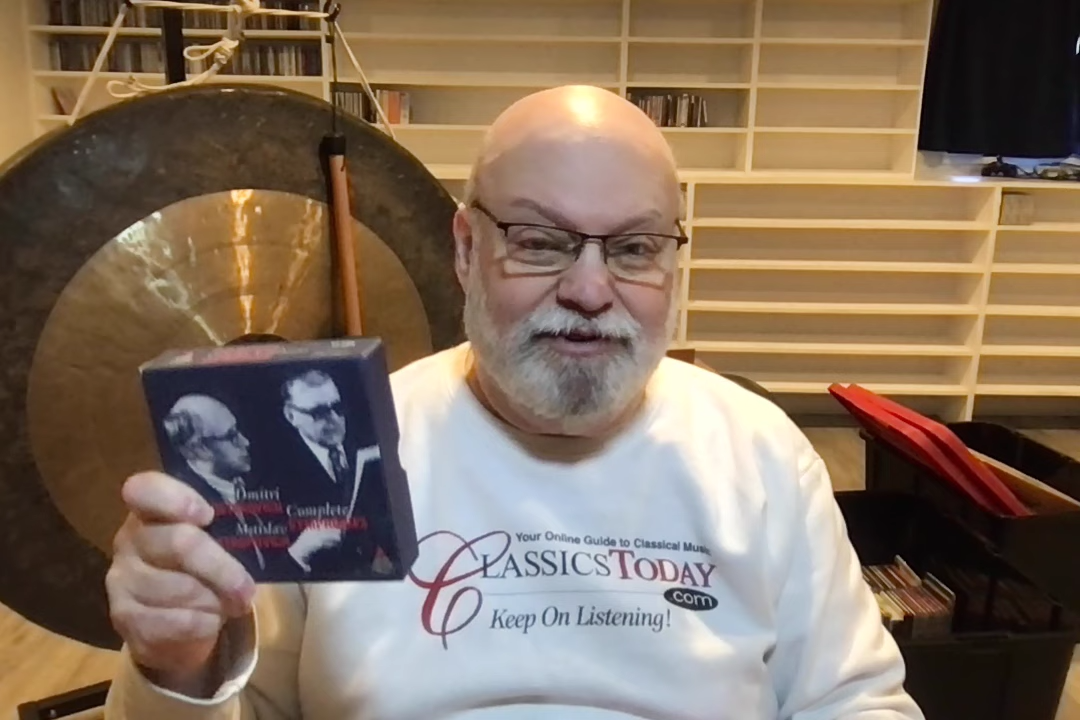 Dmitri
Complete
Mstislav
Your Online Guide to Classical Music
CLASSICSTODAY
.com
Keep On Listening!